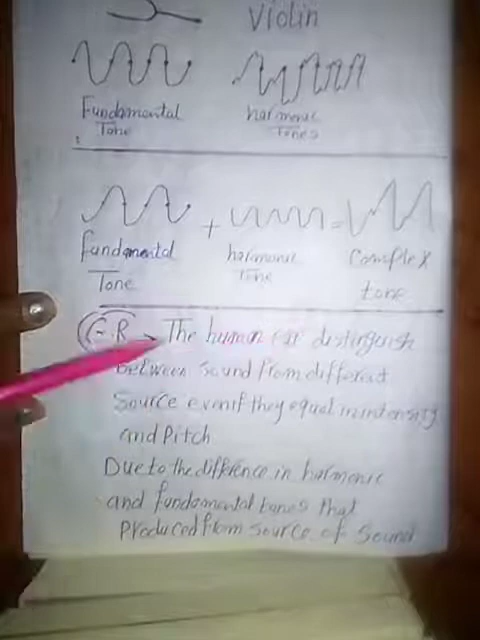 Violin
Fundamental
Tone
harmonic
Tones
fundamental
Tone
+
harmonic
Tone
=
Complex
tone
G.R → The human ear distinguish
between sound from different
source even if they equal in intensity
and Pitch
Due to the difference in harmonic
and fundamental tones that
Produced from source of sound